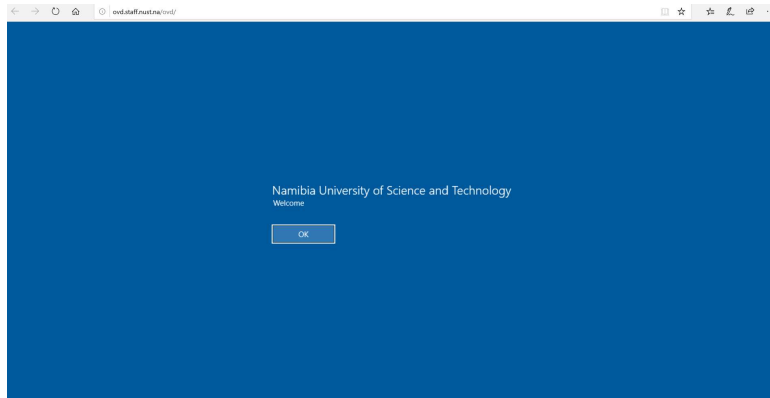 ovd.staff.nust.na/ovd/
Namibia University of Science and Technology
Welcome
OK